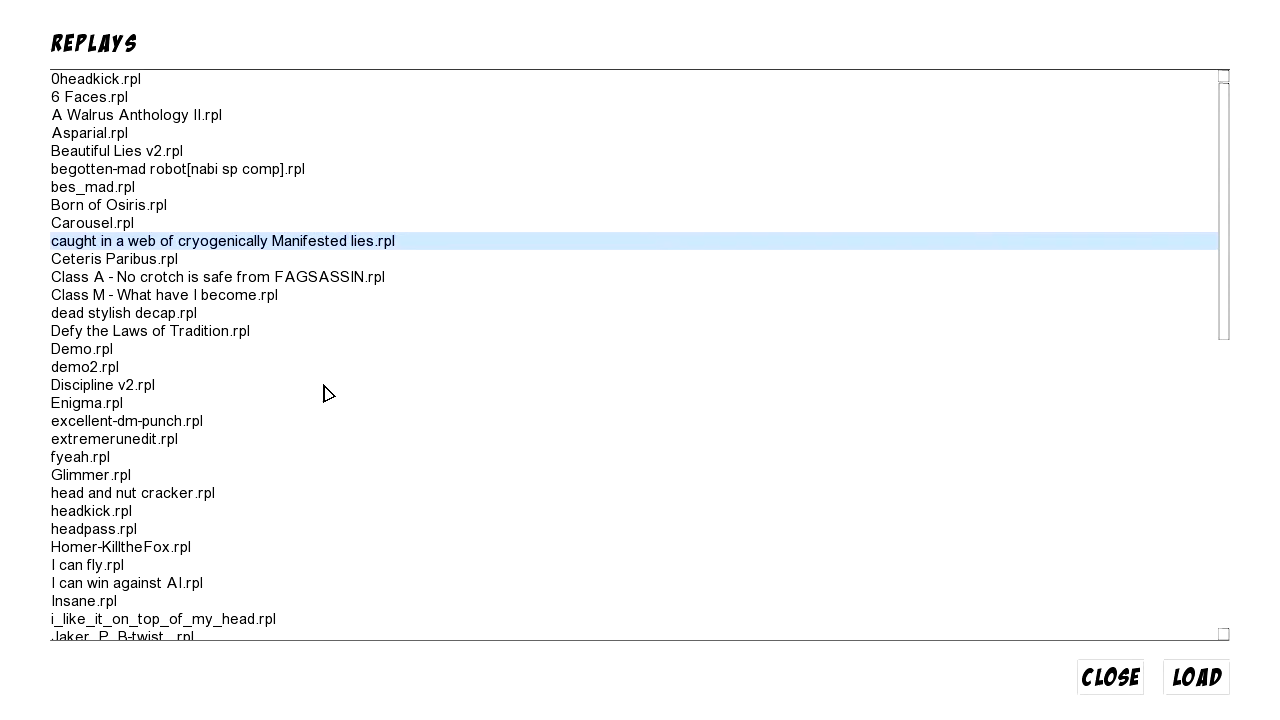 REPLAYS
0headkick.rpl
6 Faces.rpl
A Walrus Anthology II.rpl
Asparial.rpl
Beautiful Lies v2.rpl
begotten-mad robot[nabi sp comp].rpl
bes_mad.rpl
Born of Osiris.rpl
Carousel.rpl
caught in a web of cryogenically Manifested lies.rpl
Ceteris Paribus.rpl
Class A - No crotch is safe from FAGSASSIN.rpl
Class M - What have I become.rpl
dead stylish decap.rpl
Defy the Laws of Tradition.rpl
Demo.rpl
demo2.rpl
Discipline v2.rpl
Enigma.rpl
excellent-dm-punch.rpl
extremerunedit.rpl
fyeah.rpl
Glimmer.rpl
head and nut cracker.rpl
headkick.rpl
headpass.rpl
Homer-KilltheFox.rpl
I can fly.rpl
I can win against AI.rpl
Insane.rpl
i_like_it_on_top_of_my_head.rpl
Jaker_P_B-twist_.rpl
CLOSE LOAD